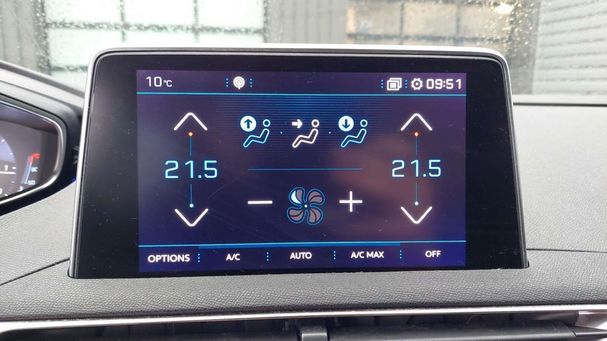 10°C 09:51
21.5 21.5
- +
OPTIONS A/C AUTO A/C MAX OFF